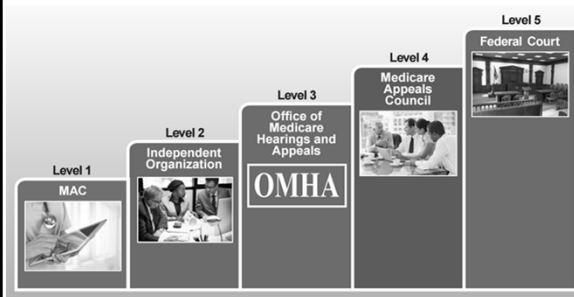 Level 1
MAC
Level 2
Independent
Organization
Level 3
Office of
Medicare
Hearings and
Appeals
OMHA
Level 4
Medicare
Appeals
Council
Level 5
Federal Court